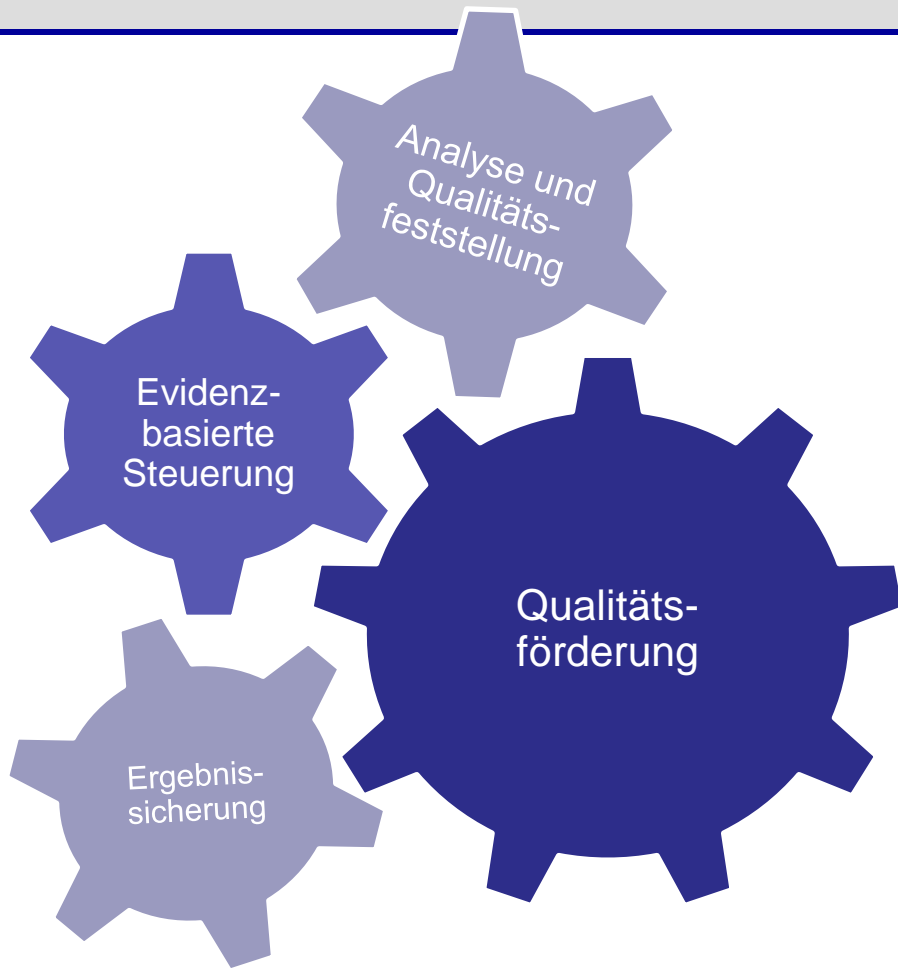 Analyse und
Qualitäts-
feststellung
Evidenz-
basierte
Steuerung
Qualitäts-
förderung
Ergebnis-
sicherung